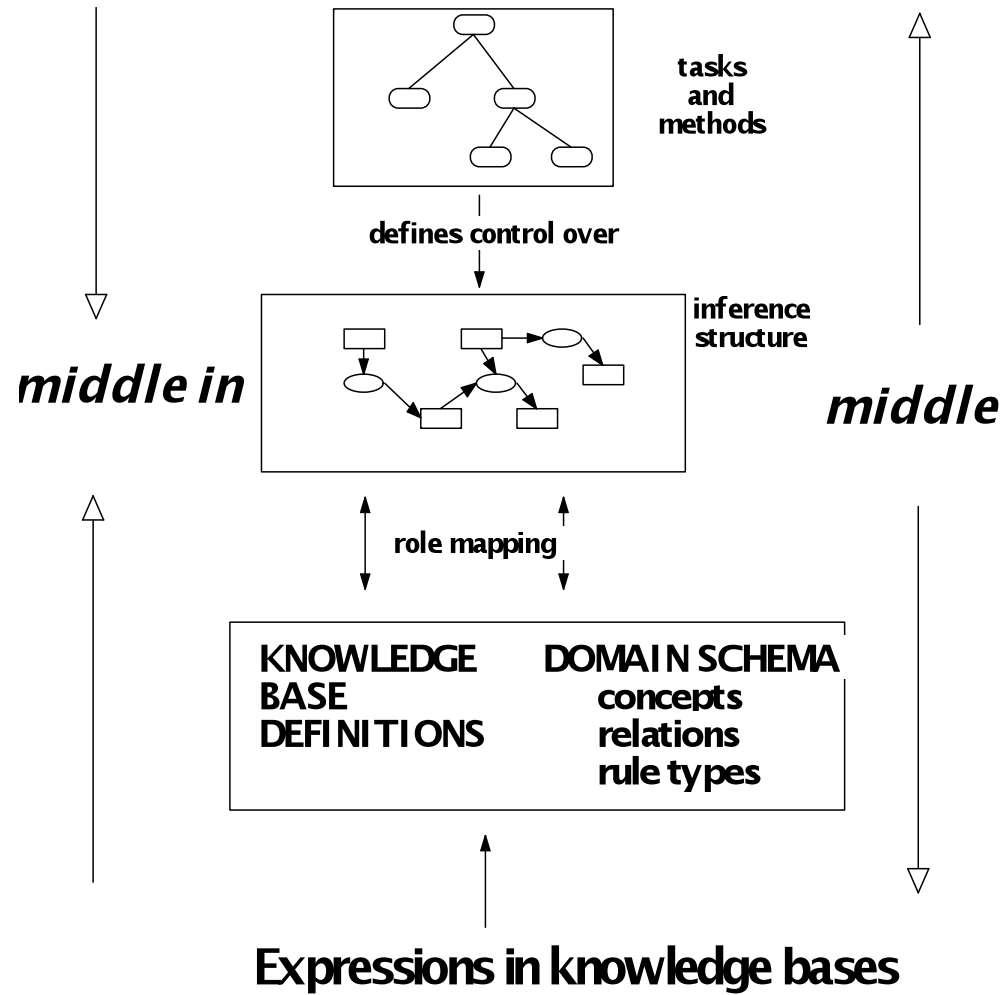 tasks
and
methods
defines control over
inference
structure
middle in
middle
role mapping
KNOWLEDGE
BASE
DEFINITIONS
DOMAIN SCHEMA
concepts
relations
rule types
Expressions in knowledge bases